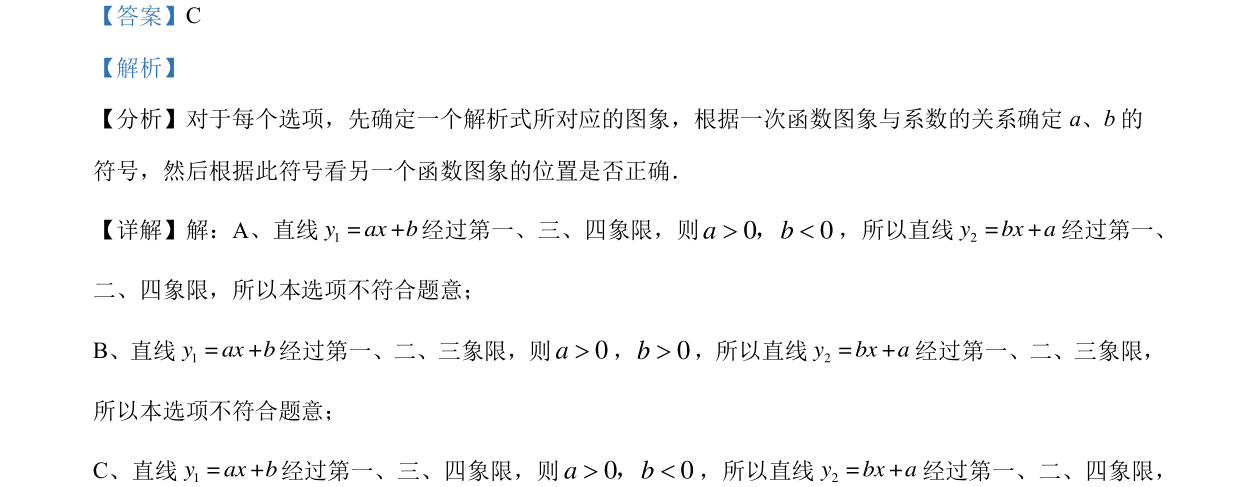 【答案】C
【解析】
【分析】对于每个选项，先确定一个解析式所对应的图象，根据一次函数图象与系数的关系确定 a、b 的
符号，然后根据此符号看另一个函数图象的位置是否正确．
【详解】解：A、直线 y₁ =ax+b经过第一、三、四象限，则a > 0，b < 0，所以直线 y₂ =bx+a 经过第一、
二、四象限，所以本选项不符合题意；
B、直线 y₁ =ax+b经过第一、二、三象限，则a > 0，b > 0，所以直线 y₂ =bx+a 经过第一、二、三象限，
所以本选项不符合题意；
C、直线 y₁ =ax+b经过第一、三、四象限，则a > 0，b < 0，所以直线 y₂ =bx+a 经过第一、二、四象限，